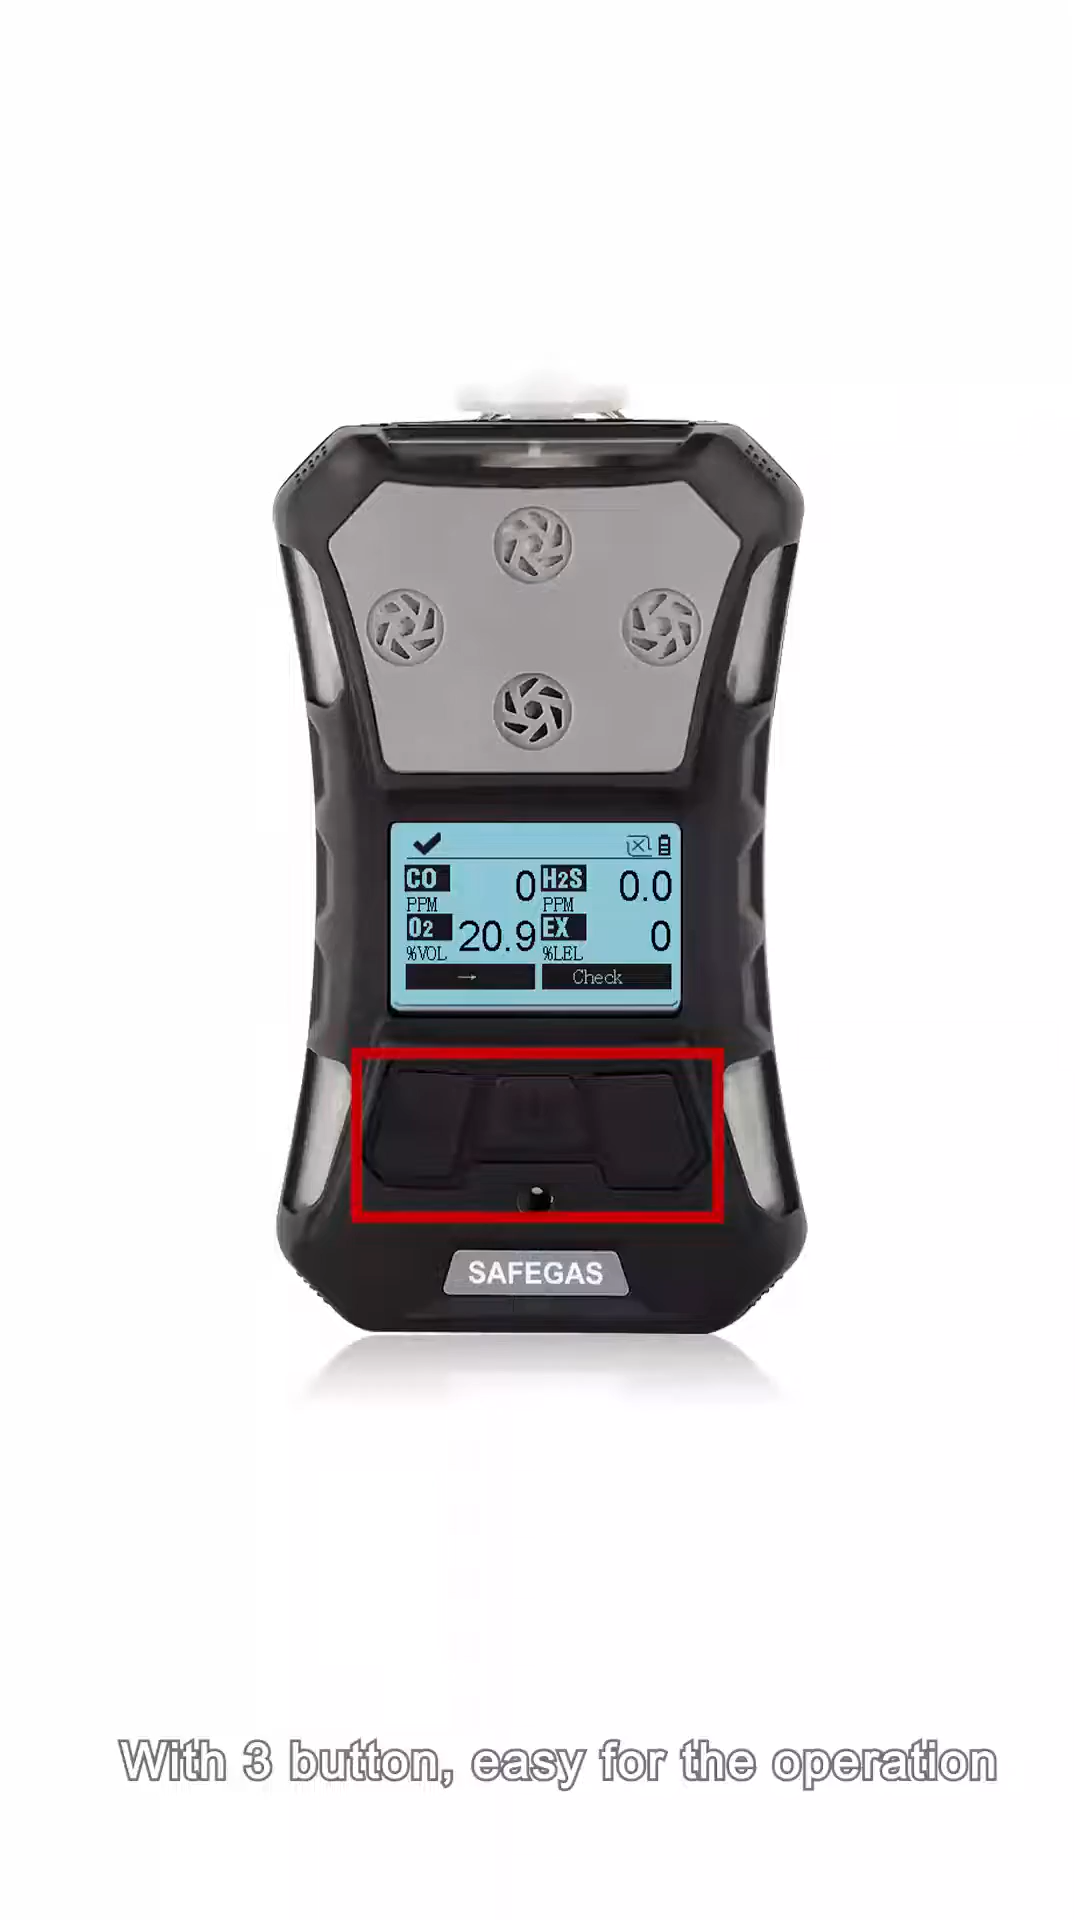 CO 0 H2S 0.0
PPM PPM
O2 20.9 EX 0
%VOL %LEL
→ Check
SAFEGAS
With 3 button, easy for the operation